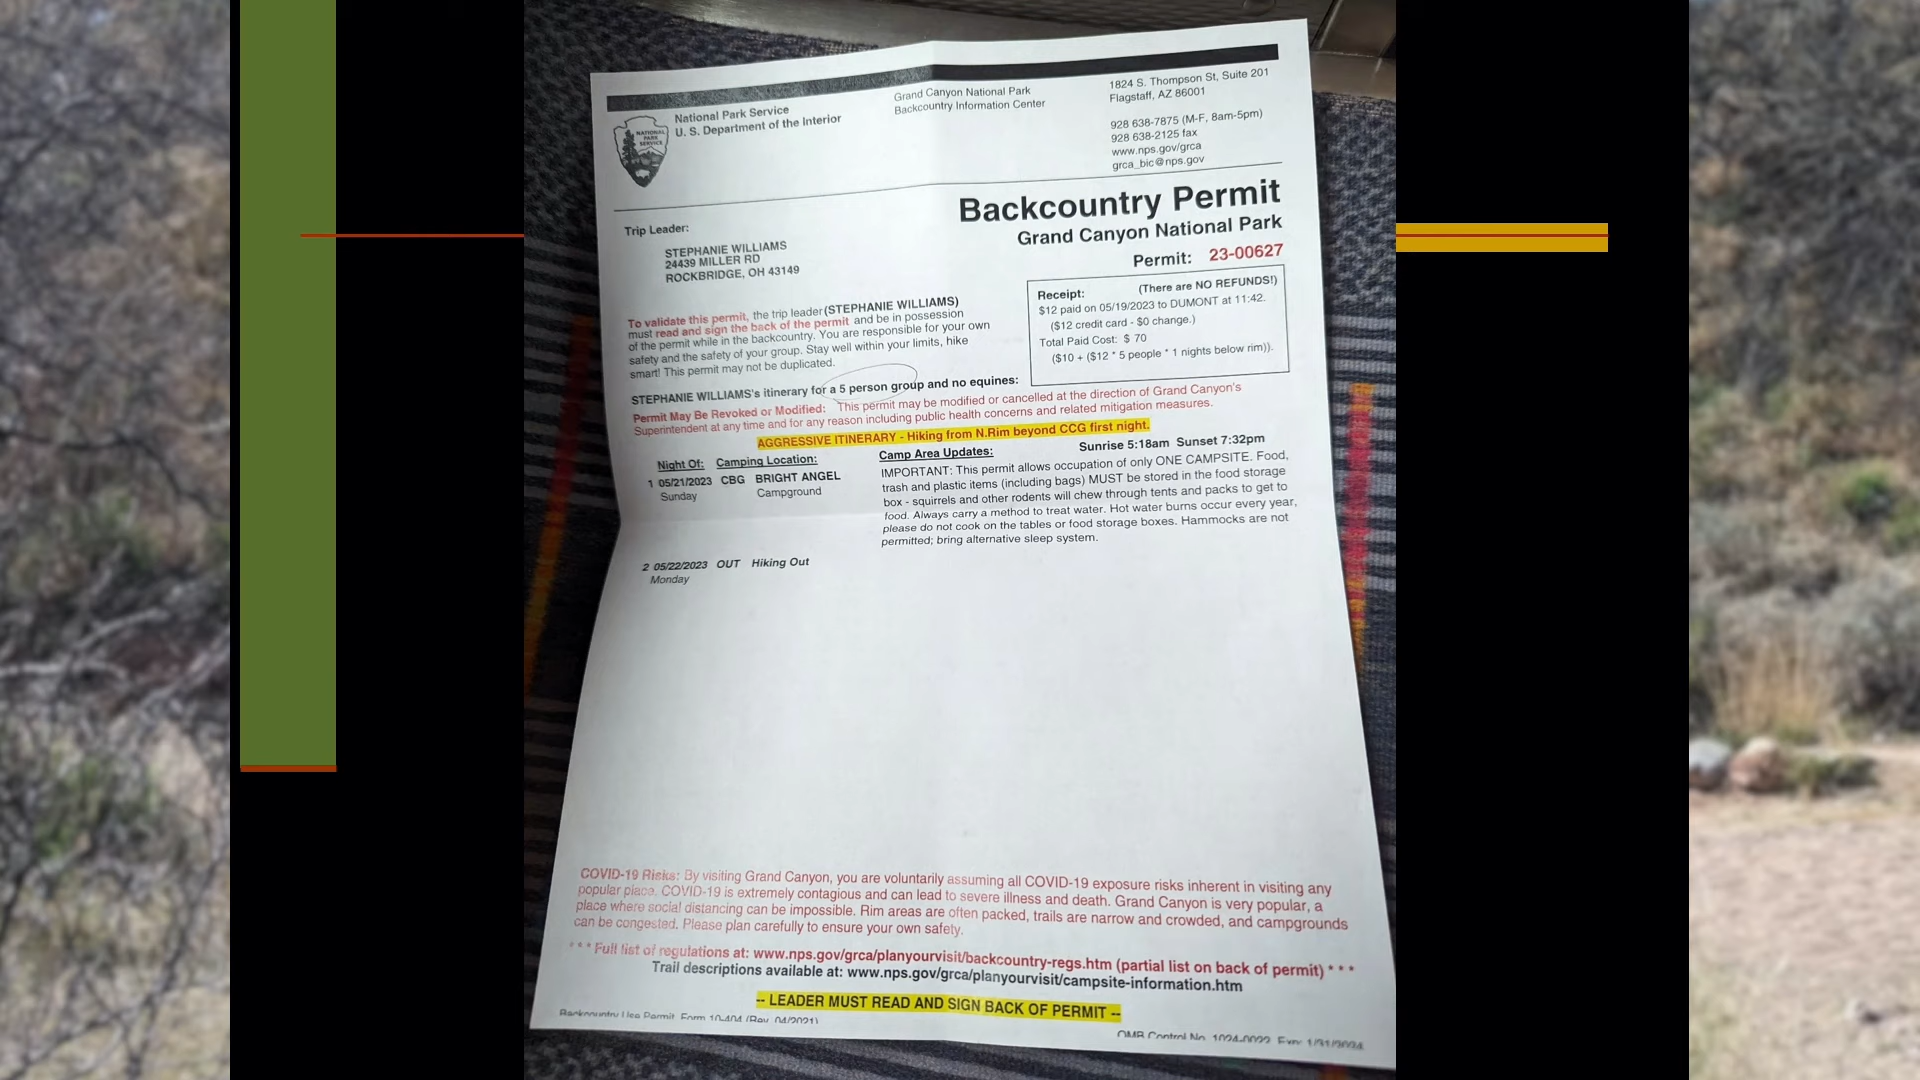 National Park Service
U. S. Department of the Interior
NATIONAL
PARK
SERVICE
Grand Canyon National Park
Backcountry Information Center
1824 S. Thompson St, Suite 201
Flagstaff, AZ 86001
928 638-7875 (M-F, 8am-5pm)
928 638-2125 fax
www.nps.gov/grca
grca_bic@nps.gov
Backcountry Permit
Grand Canyon National Park
Permit: 23-00627
Trip Leader:
STEPHANIE WILLIAMS
24439 MILLER RD
ROCKBRIDGE, OH 43149
To validate this permit, the trip leader(STEPHANIE WILLIAMS)
must read and sign the back of the permit and be in possession
of the permit while in the backcountry. You are responsible for your own
safety and the safety of your group. Stay well within your limits, hike
smart! This permit may not be duplicated.
Receipt: (There are NO REFUNDS!)
$12 paid on 05/19/2023 to DUMONT at 11:42.
($12 credit card - $0 change.)
Total Paid Cost: $ 70
($10 + ($12 * 5 people * 1 nights below rim)).
STEPHANIE WILLIAMS's itinerary for a 5 person group and no equines:
Permit May Be Revoked or Modified: This permit may be modified or cancelled at the direction of Grand Canyon's
Superintendent at any time and for any reason including public health concerns and related mitigation measures.
AGGRESSIVE ITINERARY - Hiking from N.Rim beyond CCG first night.
Night Of: Camping Location:
1 05/21/2023 CBG BRIGHT ANGEL
Sunday Campground
Camp Area Updates: Sunrise 5:18am Sunset 7:32pm
IMPORTANT: This permit allows occupation of only ONE CAMPSITE. Food,
trash and plastic items (including bags) MUST be stored in the food storage
box - squirrels and other rodents will chew through tents and packs to get to
food. Always carry a method to treat water. Hot water burns occur every year,
please do not cook on the tables or food storage boxes. Hammocks are not
permitted; bring alternative sleep system.
2 05/22/2023 OUT Hiking Out
Monday
COVID-19 Risks: By visiting Grand Canyon, you are voluntarily assuming all COVID-19 exposure risks inherent in visiting any
popular place. COVID-19 is extremely contagious and can lead to severe illness and death. Grand Canyon is very popular, a
place where social distancing can be impossible. Rim areas are often packed, trails are narrow and crowded, and campgrounds
can be congested. Please plan carefully to ensure your own safety.
* * * Full list of regulations at: www.nps.gov/grca/planyourvisit/backcountry-regs.htm (partial list on back of permit) * * *
Trail descriptions available at: www.nps.gov/grca/planyourvisit/campsite-information.htm
-- LEADER MUST READ AND SIGN BACK OF PERMIT --
Backcountry Use Permit Form 10-404 (Rev. 04/2021)
OMB Control No. 1024-0022 Exp: 1/31/2024